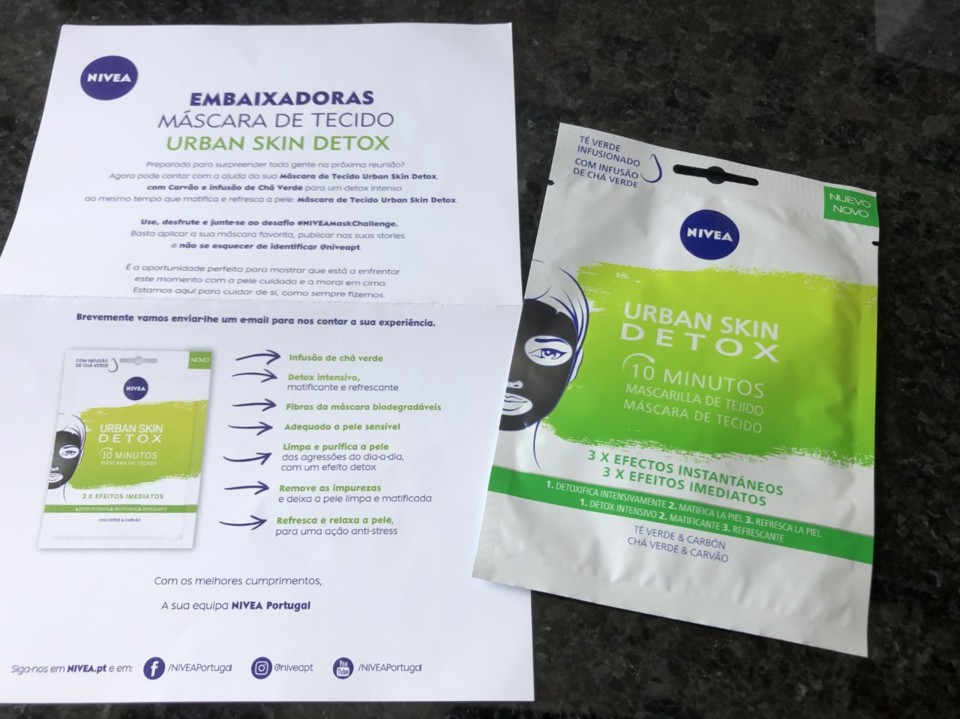 NIVEA
EMBAIXADORAS
MÁSCARA DE TECIDO
URBAN SKIN DETOX
Preparada para surpreender toda gente na próxima reunião?
Agora pode contar com a ajuda da sua Máscara de Tecido Urban Skin Detox,
com Carvão e infusão de Chá Verde para um detox intenso
ao mesmo tempo que matifica e refresca a pele: Máscara de Tecido Urban Skin Detox.
Use, desfrute e junte-se ao desafio #NIVEAMaskChallenge.
Basta aplicar a sua máscara favorita, publicar nas suas stories
e não se esquecer de identificar @niveapt.
É a oportunidade perfeita para mostrar que está a enfrentar
este momento com a pele cuidada e a moral em cima.
Estamos aqui para cuidar de si, como sempre fizemos.
Brevemente vamos enviar-lhe um e-mail para nos contar a sua experiência.
COM INFUSÃO
DE CHÁ VERDE
NOVO
NIVEA
URBAN SKIN
DETOX
10 MINUTOS
MÁSCARA DE TECIDO
3 X EFEITOS IMEDIATOS
1. DETOX INTENSIVO 2. MATIFICANTE 3. REFRESCANTE
CHÁ VERDE & CARVÃO
Infusão de chá verde
Detox intensivo,
matificante e refrescante
Fibras da máscara biodegradáveis
Adequado a pele sensível
Limpa e purifica a pele
das agressões do dia-a-dia,
com um efeito detox
Remove as impurezas
e deixa a pele limpa e matificada
Refresca e relaxa a pele,
para uma ação anti-stress
Com os melhores cumprimentos,
A sua equipa NIVEA Portugal
Siga-nos em NIVEA.pt e em:
/NIVEAPortugal
@niveapt
You Tube
/NIVEAPortugal
TÉ VERDE
INFUSIONADO
COM INFUSÃO
DE CHÁ VERDE
NUEVO
NOVO
NIVEA
URBAN SKIN
DETOX
10 MINUTOS
MASCARILLA DE TEJIDO
MÁSCARA DE TECIDO
3 X EFECTOS INSTANTÁNEOS
3 X EFEITOS IMEDIATOS
1. DETOXIFICA INTENSIVAMENTE 2. MATIFICA LA PIEL 3. REFRESCA LA PIEL
1. DETOX INTENSIVO 2. MATIFICANTE 3. REFRESCANTE
TÉ VERDE & CARBÓN
CHÁ VERDE & CARVÃO